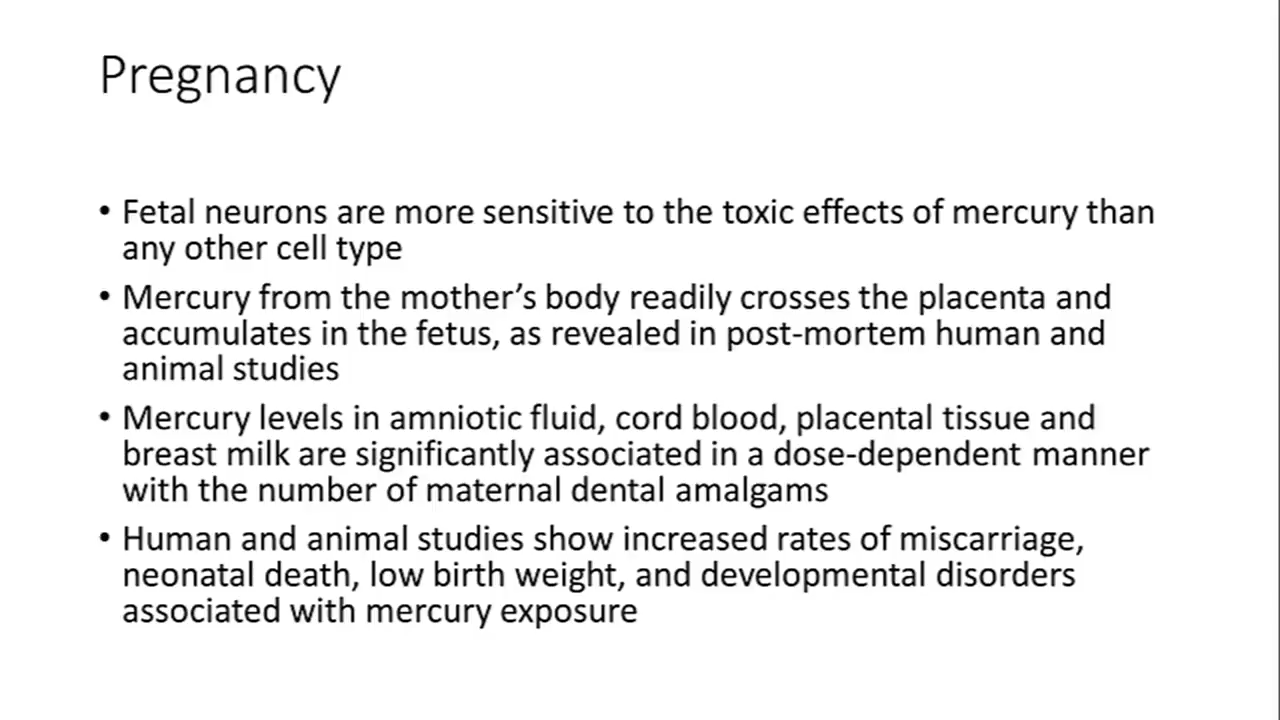 Pregnancy
• Fetal neurons are more sensitive to the toxic effects of mercury than
any other cell type
• Mercury from the mother's body readily crosses the placenta and
accumulates in the fetus, as revealed in post-mortem human and
animal studies
• Mercury levels in amniotic fluid, cord blood, placental tissue and
breast milk are significantly associated in a dose-dependent manner
with the number of maternal dental amalgams
• Human and animal studies show increased rates of miscarriage,
neonatal death, low birth weight, and developmental disorders
associated with mercury exposure